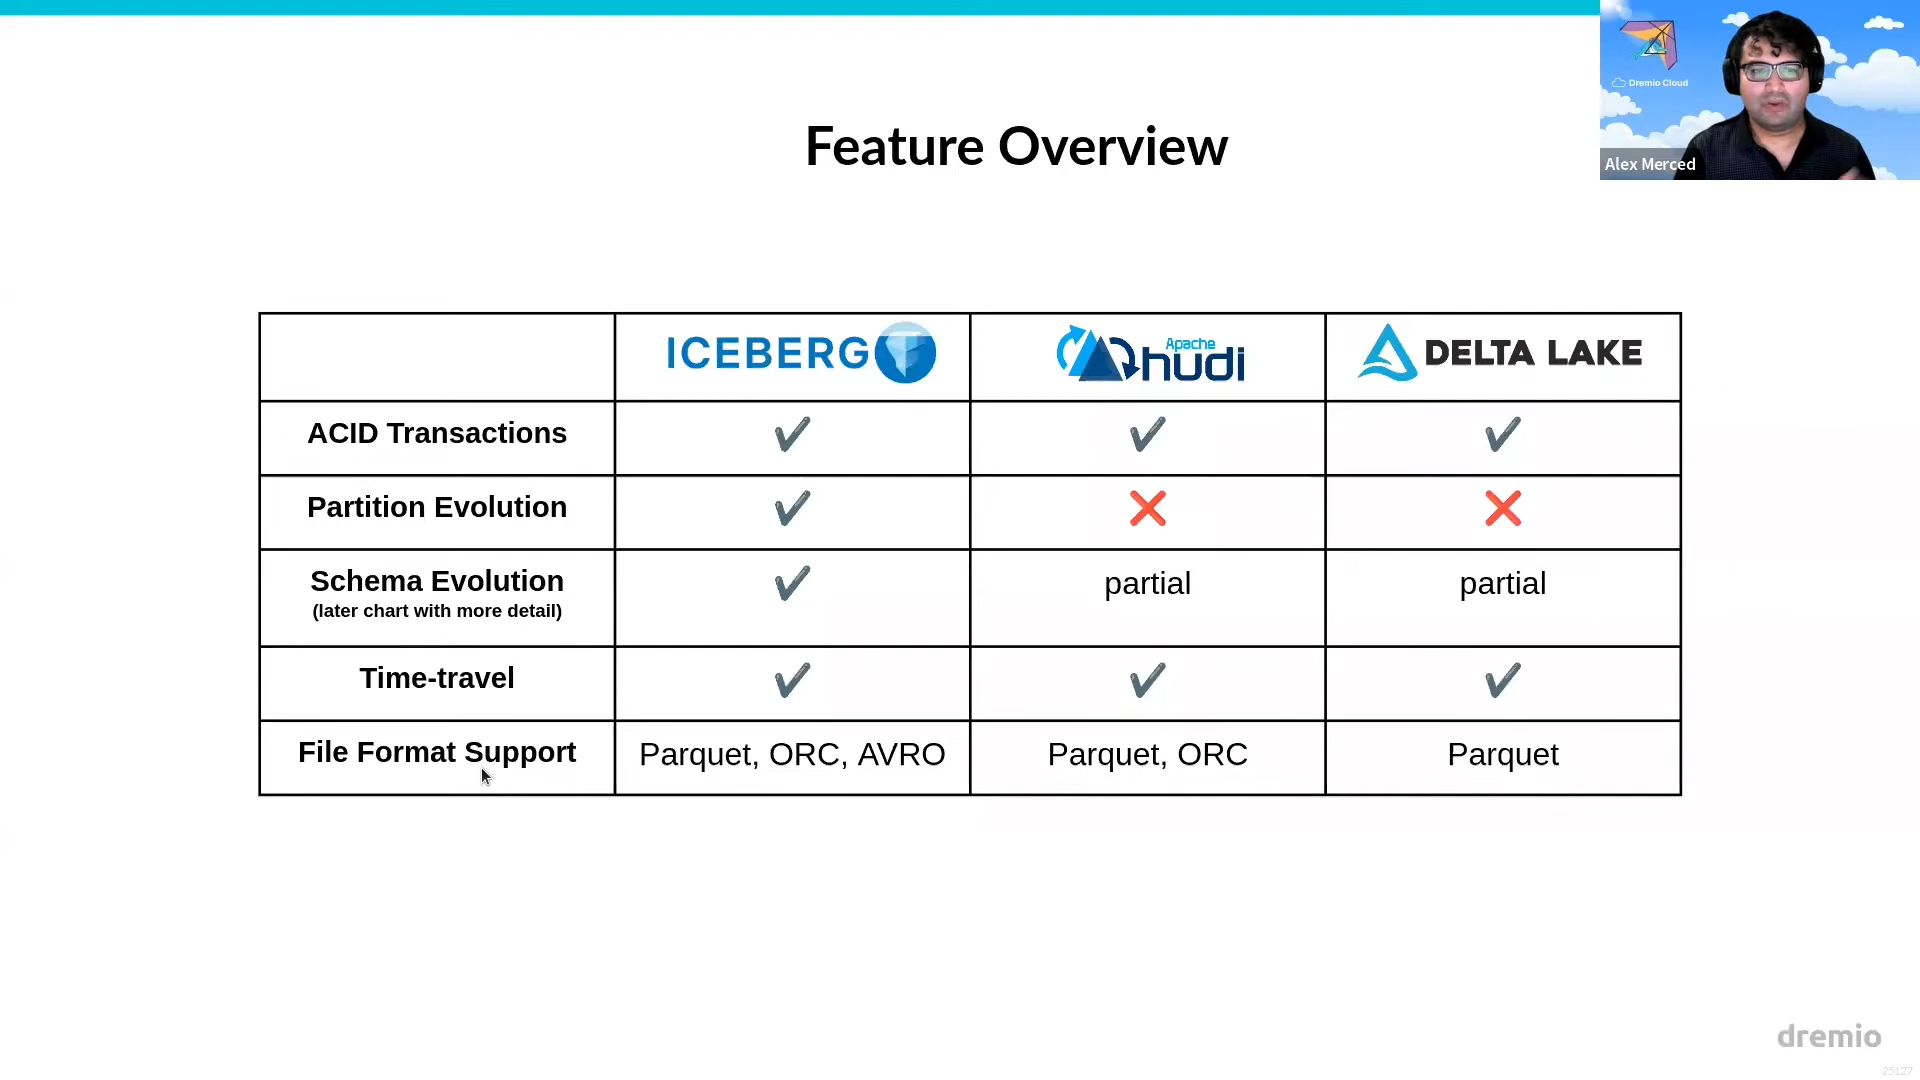 Dremio Cloud
Alex Merced
Feature Overview
ICEBERG
Apache
hudi
DELTA LAKE
ACID Transactions ✔ ✔ ✔
Partition Evolution ✔ ❌ ❌
Schema Evolution ✔ partial partial
(later chart with more detail)
Time-travel ✔ ✔ ✔
File Format Support Parquet, ORC, AVRO Parquet, ORC Parquet
dremio
25127